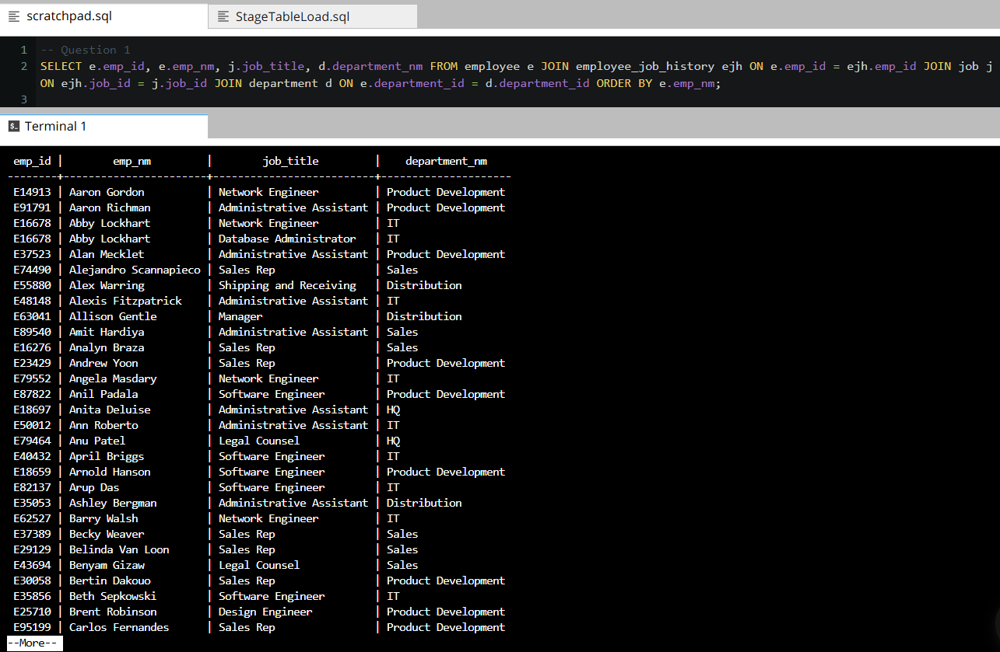 scratchpad.sql StageTableLoad.sql
1 -- Question 1
2 SELECT e.emp_id, e.emp_nm, j.job_title, d.department_nm FROM employee e JOIN employee_job_history ejh ON e.emp_id = ejh.emp_id JOIN job j
ON ejh.job_id = j.job_id JOIN department d ON e.department_id = d.department_id ORDER BY e.emp_nm;
3
$_ Terminal 1
emp_id | emp_nm | job_title | department_nm
--------+-----------------------+--------------------------+---------------------
E14913 | Aaron Gordon | Network Engineer | Product Development
E91791 | Aaron Richman | Administrative Assistant | Product Development
E16678 | Abby Lockhart | Network Engineer | IT
E16678 | Abby Lockhart | Database Administrator | IT
E37523 | Alan Mecklet | Administrative Assistant | Product Development
E74490 | Alejandro Scannapieco | Sales Rep | Sales
E55880 | Alex Warring | Shipping and Receiving | Distribution
E48148 | Alexis Fitzpatrick | Administrative Assistant | IT
E63041 | Allison Gentle | Manager | Distribution
E89540 | Amit Hardiya | Administrative Assistant | Sales
E16276 | Analyn Braza | Sales Rep | Sales
E23429 | Andrew Yoon | Sales Rep | Product Development
E79552 | Angela Masdary | Network Engineer | IT
E87822 | Anil Padala | Software Engineer | Product Development
E18697 | Anita Deluise | Administrative Assistant | HQ
E50012 | Ann Roberto | Administrative Assistant | IT
E79464 | Anu Patel | Legal Counsel | HQ
E40432 | April Briggs | Software Engineer | IT
E18659 | Arnold Hanson | Software Engineer | Product Development
E82137 | Arup Das | Software Engineer | IT
E35053 | Ashley Bergman | Administrative Assistant | Distribution
E62527 | Barry Walsh | Network Engineer | IT
E37389 | Becky Weaver | Sales Rep | Sales
E29129 | Belinda Van Loon | Sales Rep | Sales
E43694 | Benyam Gizaw | Legal Counsel | Sales
E30058 | Bertin Dakouo | Sales Rep | Product Development
E35856 | Beth Sepkowski | Software Engineer | IT
E25710 | Brent Robinson | Design Engineer | Product Development
E95199 | Carlos Fernandes | Sales Rep | Product Development
--More--